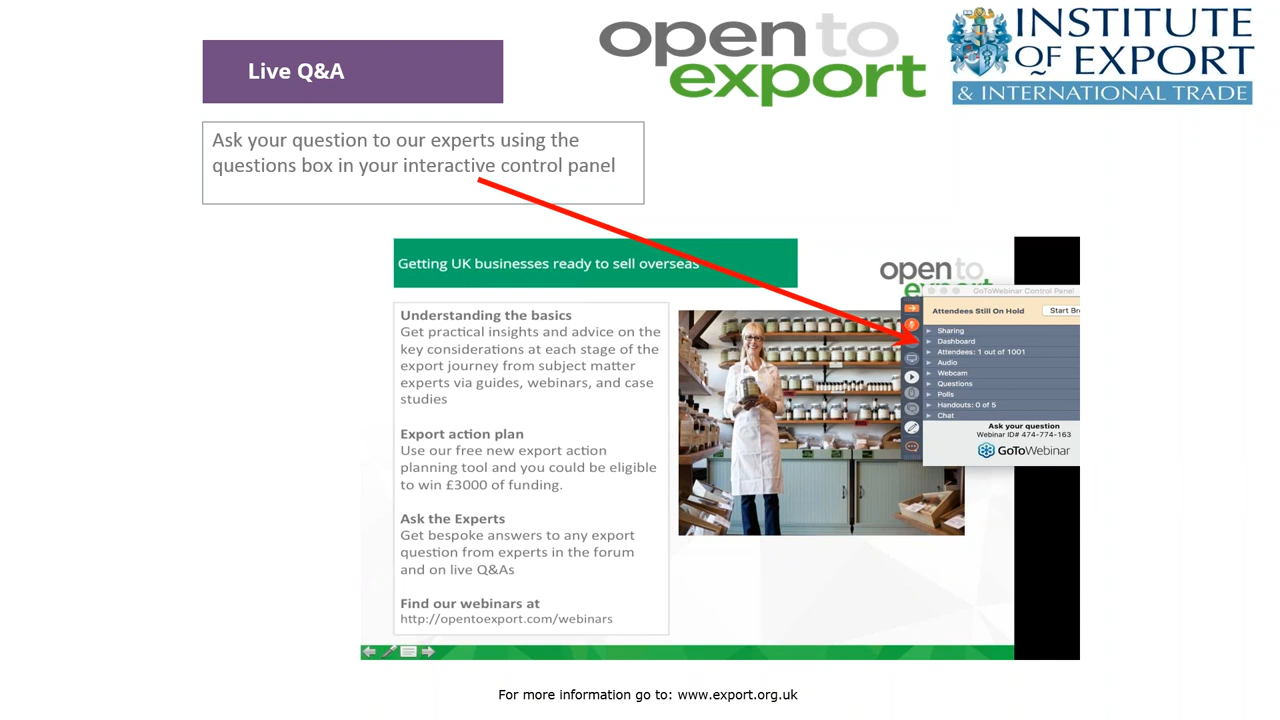 Live Q&A
open to
export
INSTITUTE
OF EXPORT
& INTERNATIONAL TRADE
Ask your question to our experts using the
questions box in your interactive control panel
Getting UK businesses ready to sell overseas
open to
export
Understanding the basics
Get practical insights and advice on the
key considerations at each stage of the
export journey from subject matter
experts via guides, webinars, and case
studies
Export action plan
Use our free new export action
planning tool and you could be eligible
to win £3000 of funding.
Ask the Experts
Get bespoke answers to any export
question from experts in the forum
and on live Q&As
Find our webinars at
http://opentoexport.com/webinars
GoToWebinar Control Panel
Attendees Still On Hold
Start Br
Sharing
Dashboard
Attendees: 1 out of 1001
Audio
Webcam
Questions
Polls
Handouts: 0 of 5
Chat
Ask your question
Webinar ID# 474-774-163
GoToWebinar
For more information go to: www.export.org.uk